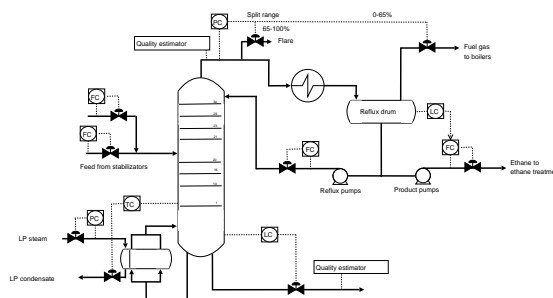 Split range
0-65%
PC
65-100%
Quality estimator
Flare
Fuel gas
to boilers
FC
Reflux drum
LC
FC
FC
FC
Feed from stabilizators
Ethane to
ethane treatme
Reflux pumps
Product pumps
TC
1
PC
LP steam
LC
Quality estimator
LP condensate